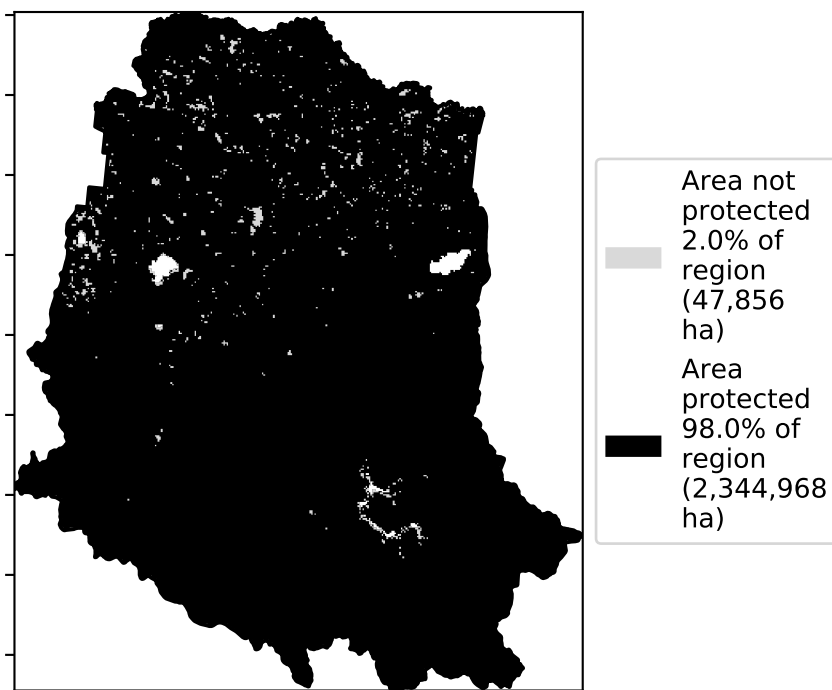 Area not
protected
2.0% of
region
(47,856
ha)
Area
protected
98.0% of
region
(2,344,968
ha)